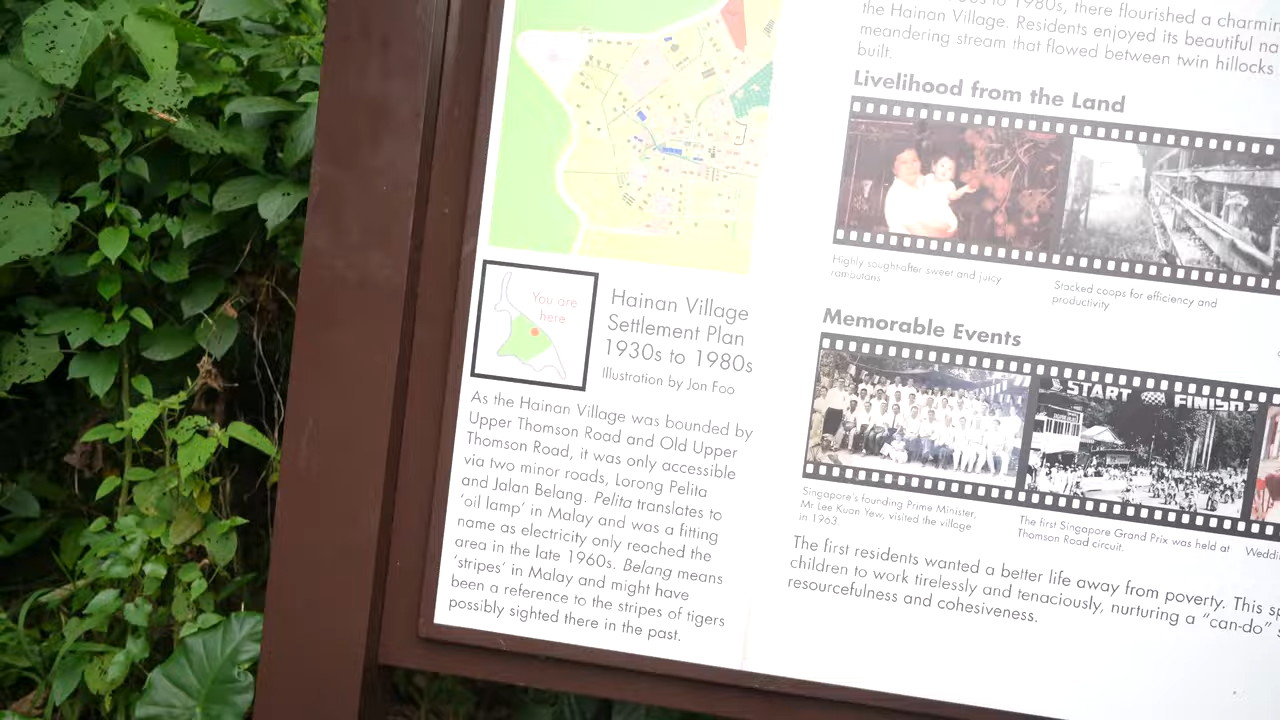 You are
here
Hainan Village
Settlement Plan
1930s to 1980s
Illustration by Jon Foo
As the Hainan Village was bounded by
Upper Thomson Road and Old Upper
Thomson Road, it was only accessible
via two minor roads, Lorong Pelita
and Jalan Belang. Pelita translates to
'oil lamp' in Malay and was a fitting
name as electricity only reached the
area in the late 1960s. Belang means
'stripes' in Malay and might have
been a reference to the stripes of tigers
possibly sighted there in the past.
to 1980s, there flourished a
the Hainan Village. Residents enjoyed its beautiful
meandering stream that flowed between twin hillocks
built.
Livelihood from the Land
Highly sought-after sweet and juicy
rambutans
Stacked coops for efficiency and
productivity
Memorable Events
START FINISH
Singapore's founding Prime Minister,
Mr Lee Kuan Yew, visited the village
in 1963.
The first Singapore Grand Prix was held at
Thomson Road circuit.
The first residents wanted a better life away from poverty. This
children to work tirelessly and tenaciously, nurturing a "can-do"
resourcefulness and cohesiveness.